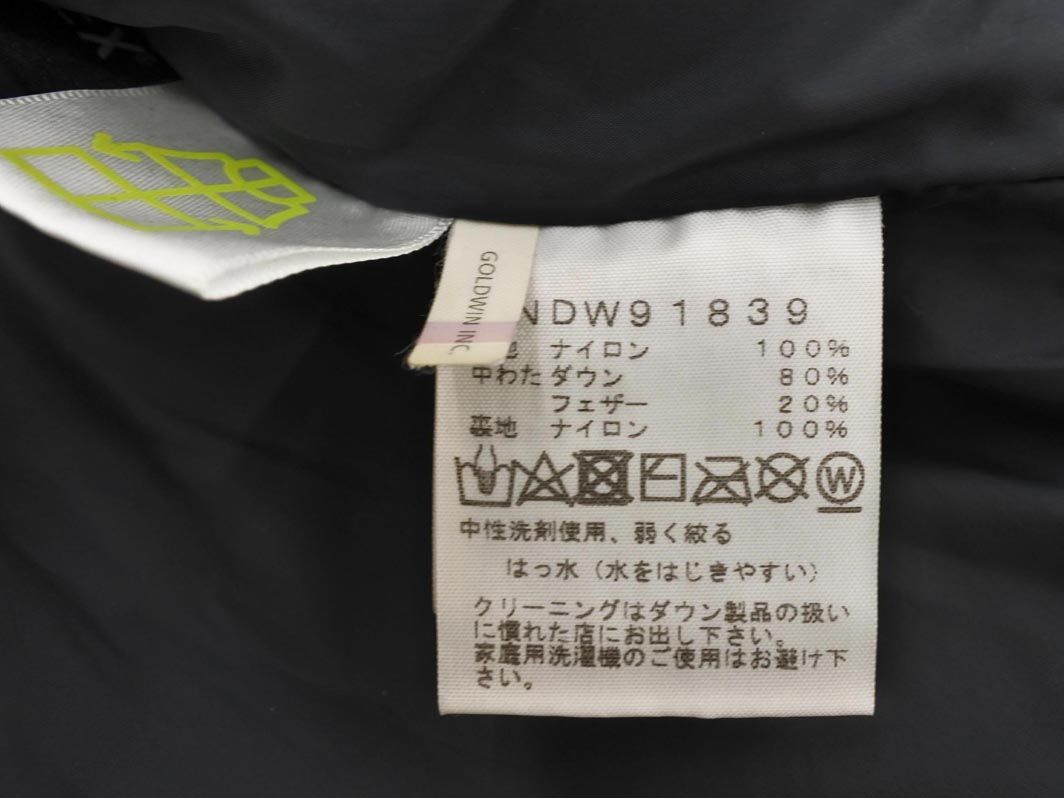 GOLDWIN INC.
NDW91839
地 ナイロン 100%
中わた ダウン 80%
フェザー 20%
裏地 ナイロン 100%
W
中性洗剤使用、弱く絞る
はっ水（水をはじきやすい）
クリーニングはダウン製品の扱い
に慣れた店にお出し下さい。
家庭用洗濯機のご使用はお避け下
さい。